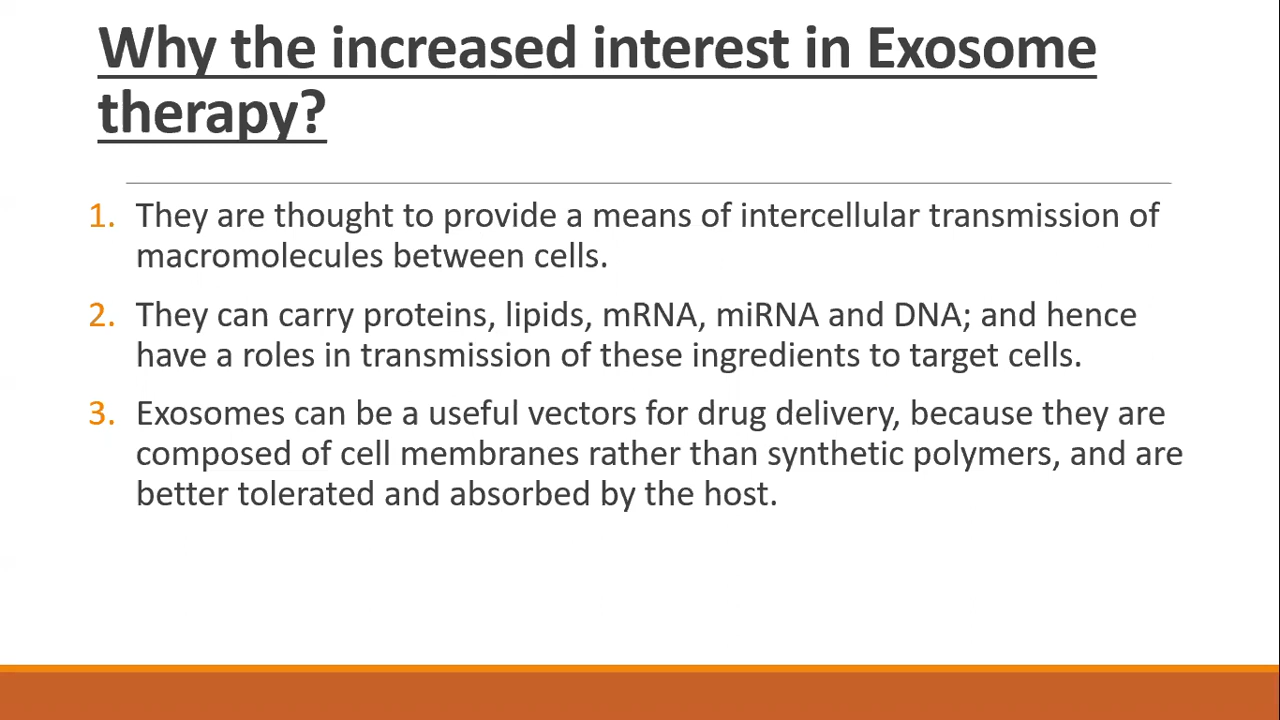 Why the increased interest in Exosome
therapy?
1. They are thought to provide a means of intercellular transmission of
macromolecules between cells.
2. They can carry proteins, lipids, mRNA, miRNA and DNA; and hence
have a roles in transmission of these ingredients to target cells.
3. Exosomes can be a useful vectors for drug delivery, because they are
composed of cell membranes rather than synthetic polymers, and are
better tolerated and absorbed by the host.